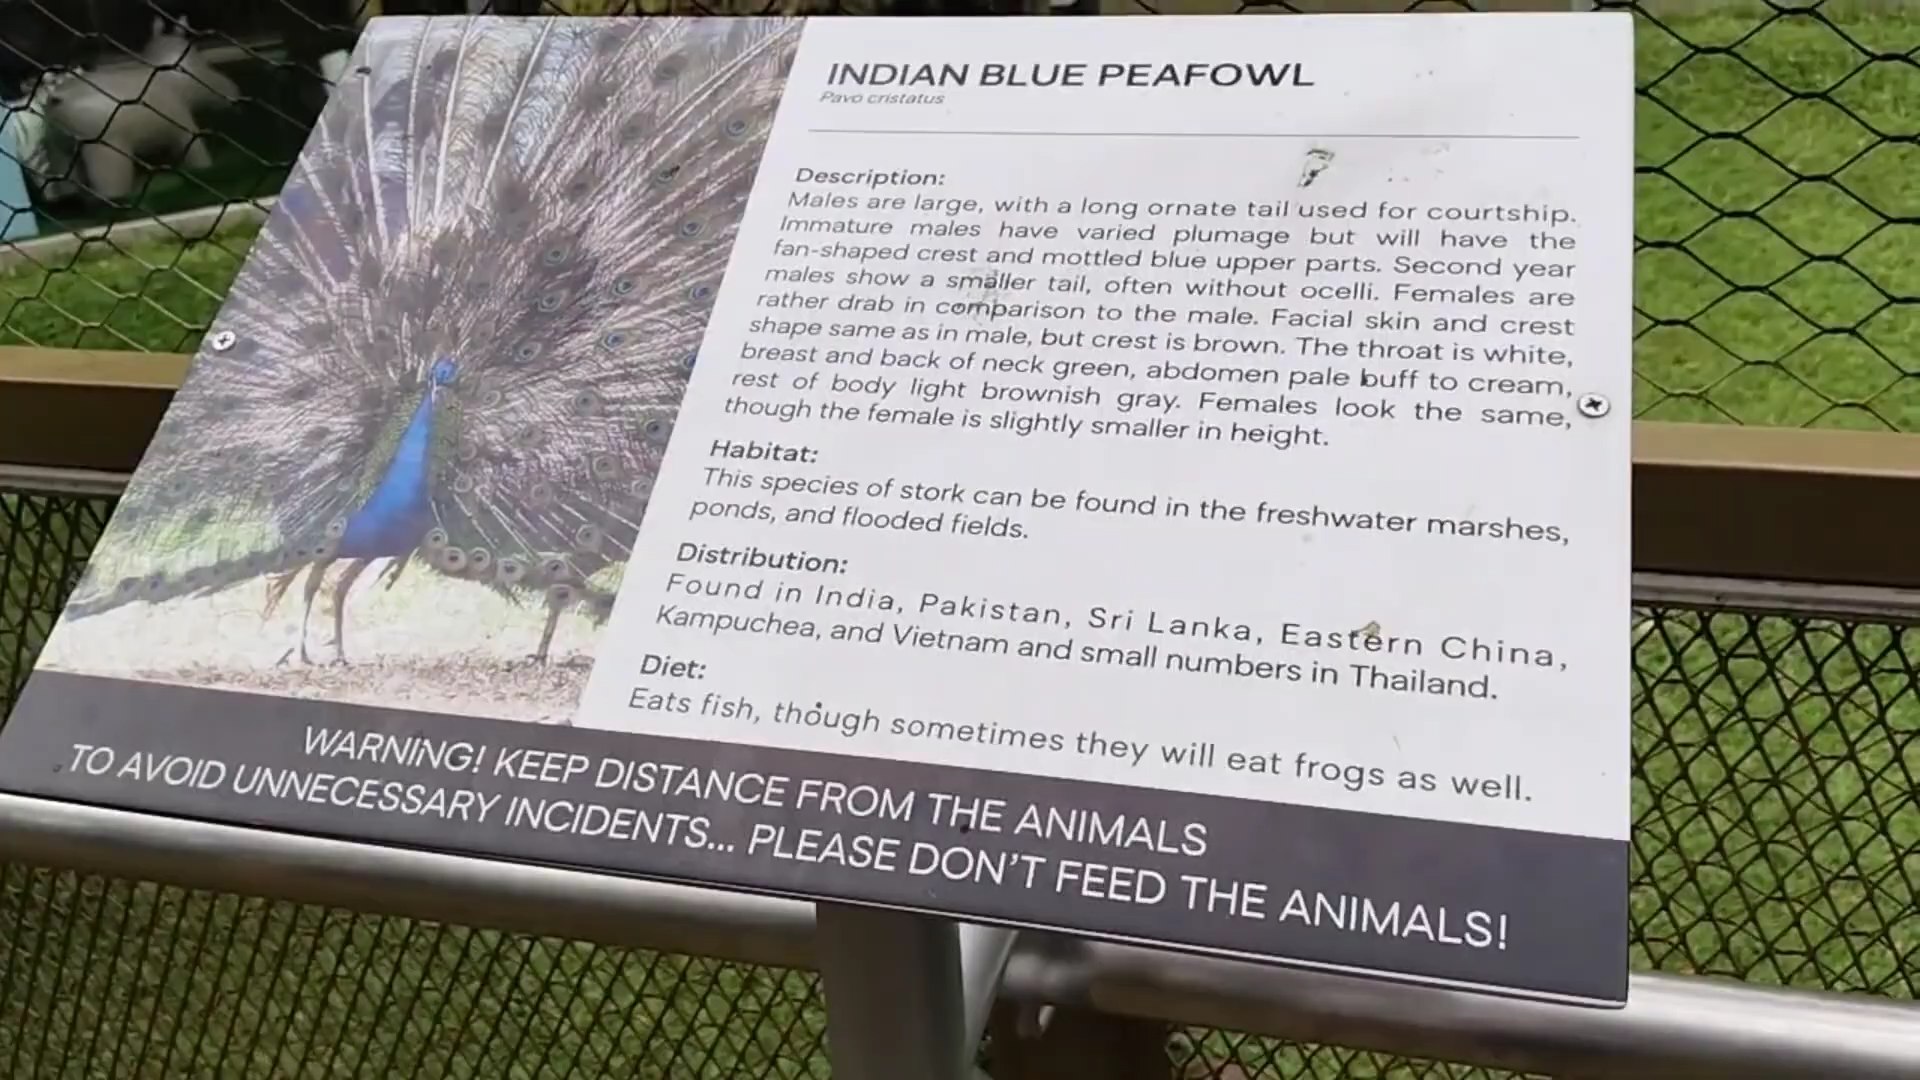 INDIAN BLUE PEAFOWL
Pavo cristatus
Description:
Males are large, with a long ornate tail used for courtship.
Immature males have varied plumage but will have the
fan-shaped crest and mottled blue upper parts. Second year
males show a smaller tail, often without ocelli. Females are
rather drab in comparison to the male. Facial skin and crest
shape same as in male, but crest is brown. The throat is white,
breast and back of neck green, abdomen pale buff to cream,
rest of body light brownish gray. Females look the same,
though the female is slightly smaller in height.
Habitat:
This species of stork can be found in the freshwater marshes,
ponds, and flooded fields.
Distribution:
Found in India, Pakistan, Sri Lanka, Eastern China,
Kampuchea, and Vietnam and small numbers in Thailand.
Diet:
Eats fish, though sometimes they will eat frogs as well.
WARNING! KEEP DISTANCE FROM THE ANIMALS
TO AVOID UNNECESSARY INCIDENTS... PLEASE DON'T FEED THE ANIMALS!